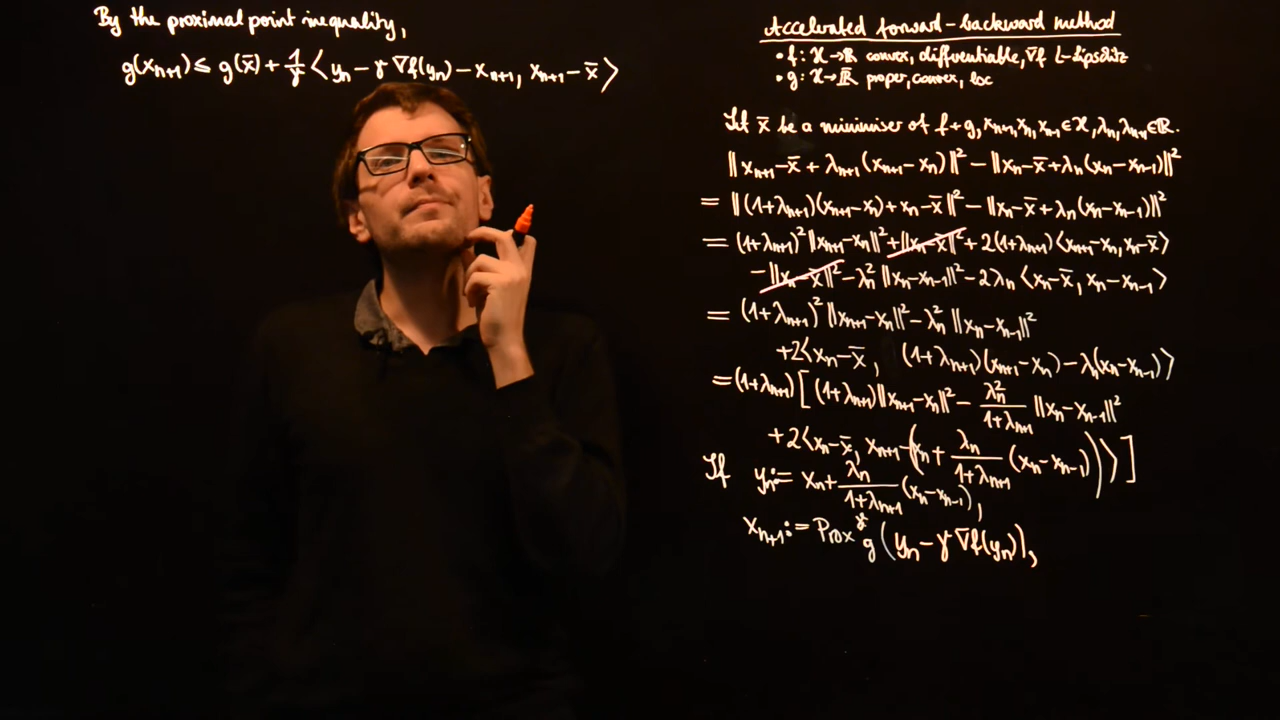 By the proximal point inequality,
g(xₙ₊₁) ≤ g(x̄) + 1/γ ⟨yₙ − γ∇f(yₙ) − xₙ₊₁, xₙ₊₁ − x̄⟩
Accelerated forward-backward method
• f: X→ℝ convex, differentiable, ∇f L-Lipschitz
• g: X→ℝ̄ proper, convex, lsc
Let x̄ be a minimiser of f+g, xₙ₊₁, xₙ, xₙ₋₁ ∈ X, λₙ, λₙ₊₁ ∈ ℝ.
‖xₙ₊₁ − x̄ + λₙ₊₁(xₙ₊₁ − xₙ)‖² − ‖xₙ − x̄ + λₙ(xₙ − xₙ₋₁)‖²
= ‖(1+λₙ₊₁)(xₙ₊₁ − xₙ) + xₙ − x̄‖² − ‖xₙ − x̄ + λₙ(xₙ − xₙ₋₁)‖²
= (1+λₙ₊₁)² ‖xₙ₊₁ − xₙ‖² + ‖xₙ − x̄‖² + 2(1+λₙ₊₁)⟨xₙ₊₁ − xₙ, xₙ − x̄⟩
− ‖xₙ − x̄‖² − λₙ² ‖xₙ − xₙ₋₁‖² − 2λₙ ⟨xₙ − x̄, xₙ − xₙ₋₁⟩
= (1+λₙ₊₁)² ‖xₙ₊₁ − xₙ‖² − λₙ² ‖xₙ − xₙ₋₁‖²
+ 2⟨xₙ − x̄, (1+λₙ₊₁)(xₙ₊₁ − xₙ) − λₙ(xₙ − xₙ₋₁)⟩
= (1+λₙ₊₁) [ (1+λₙ₊₁)‖xₙ₊₁ − xₙ‖² − λₙ²/(1+λₙ₊₁) ‖xₙ − xₙ₋₁‖²
+ 2⟨xₙ − x̄, xₙ₊₁ − (xₙ + λₙ/(1+λₙ₊₁) (xₙ − xₙ₋₁))⟩ ]
If yₙ := xₙ + λₙ/(1+λₙ₊₁) (xₙ − xₙ₋₁),
xₙ₊₁ := Prox^γ_g (yₙ − γ∇f(yₙ)),